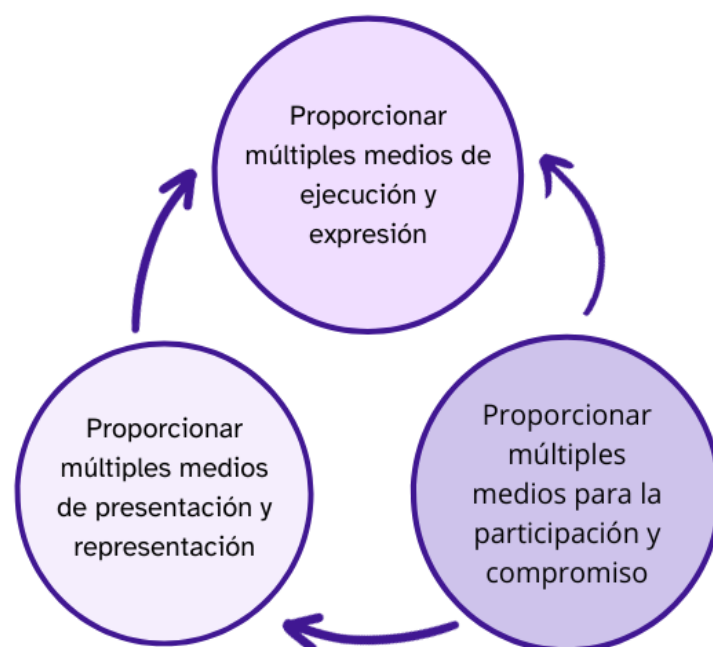 Proporcionar
múltiples medios de
ejecución y
expresión
Proporcionar
múltiples medios
de presentación y
representación
Proporcionar
múltiples
medios para la
participación y
compromiso